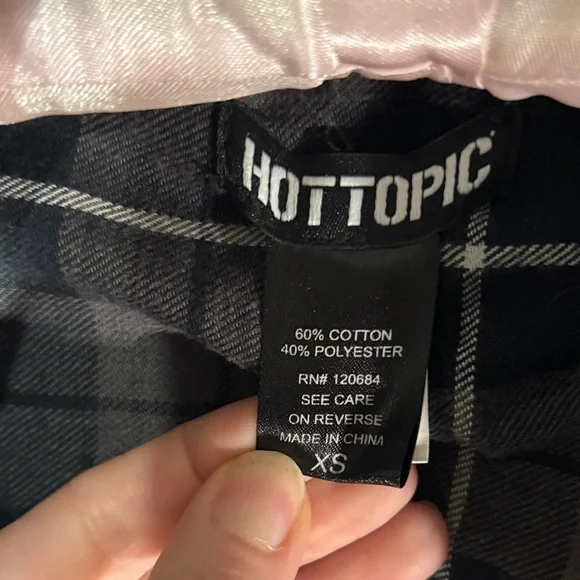 HOTTOPIC
60% COTTON
40% POLYESTER
RN# 120684
SEE CARE
ON REVERSE
MADE IN CHINA
XS